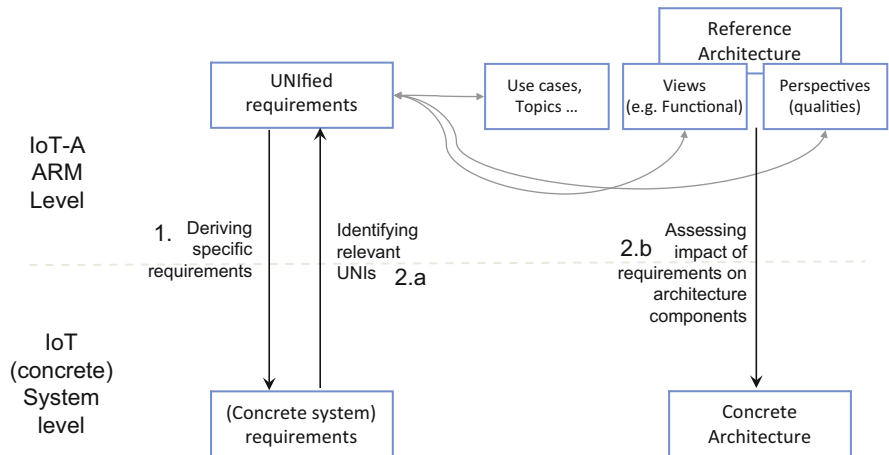 Reference
Architecture
UNIfied
requirements
Use cases,
Topics ...
Views
(e.g. Functional)
Perspectives
(qualities)
IoT-A
ARM
Level
1. Deriving
specific
requirements
Identifying
relevant
UNIs 2.a
2.b Assessing
impact of
requirements on
architecture
components
IoT
(concrete)
System
level
(Concrete system)
requirements
Concrete
Architecture